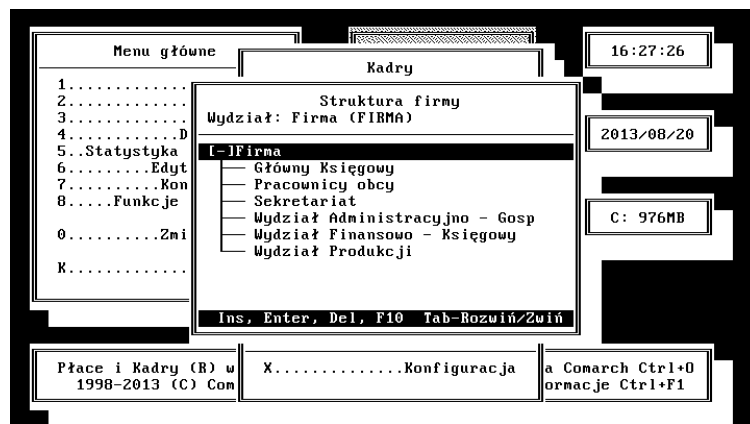 Menu główne
16:27:26
Kadry
1.............
2.............
3.............
4............D
5..Statystyka
6.........Edyt
7..........Kon
8.....Funkcje
0..........Zmi
K.............
Struktura firmy
Wydział: Firma (FIRMA)
[-]Firma
Główny Księgowy
Pracownicy obcy
Sekretariat
Wydział Administracyjno - Gosp
Wydział Finansowo - Księgowy
Wydział Produkcji
Ins, Enter, Del, F10 Tab-Rozwiń/Zwiń
2013/08/20
C: 976MB
Płace i Kadry (R) w
1998-2013 (C) Com
X..............Konfiguracja
a Comarch Ctrl+O
ormacje Ctrl+F1